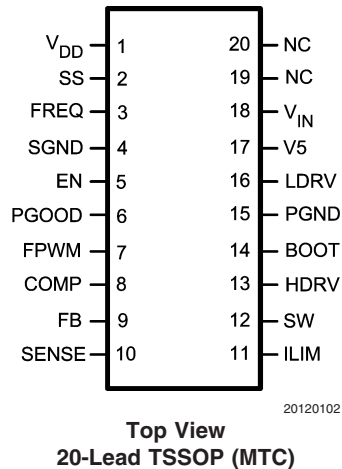 V_DD 1 20 NC
SS 2 19 NC
FREQ 3 18 V_IN
SGND 4 17 V5
EN 5 16 LDRV
PGOOD 6 15 PGND
FPWM 7 14 BOOT
COMP 8 13 HDRV
FB 9 12 SW
SENSE 10 11 ILIM
20120102
Top View
20-Lead TSSOP (MTC)